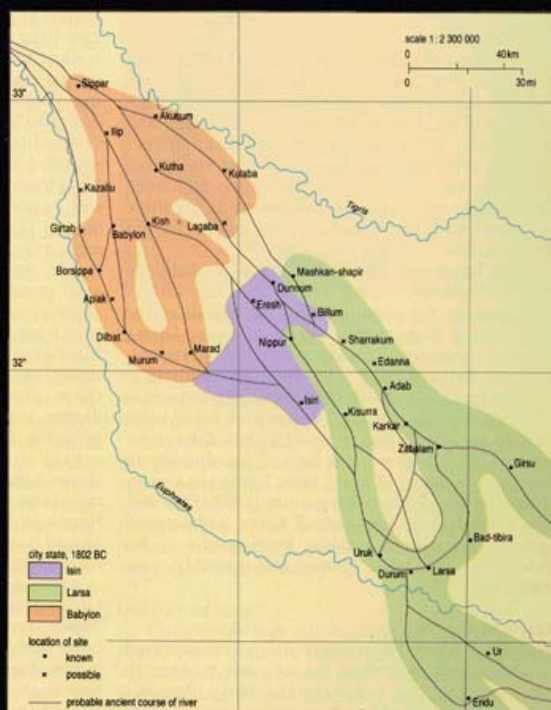 scale 1 : 2 300 000
0 40km
0 30mi
33°
Sippar
Akusum
Ilip
Kutha
Kulaba
Kazallu
Tigris
Girtab
Babylon
Kish
Lagaba
Borsippa
Mashkan-shapir
Apiak
Dunnum
Eresh
Billum
Dilbat
Nippur
Sharrakum
Murum
Marad
32°
Edanna
Adab
Isin
Kisurra
Karkar
Zabalam
Girsu
Euphrates
Uruk
Bad-tibira
Durum
Larsa
city state, 1802 BC
Isin
Larsa
Babylon
location of site
known
possible
Ur
probable ancient course of river
Eridu